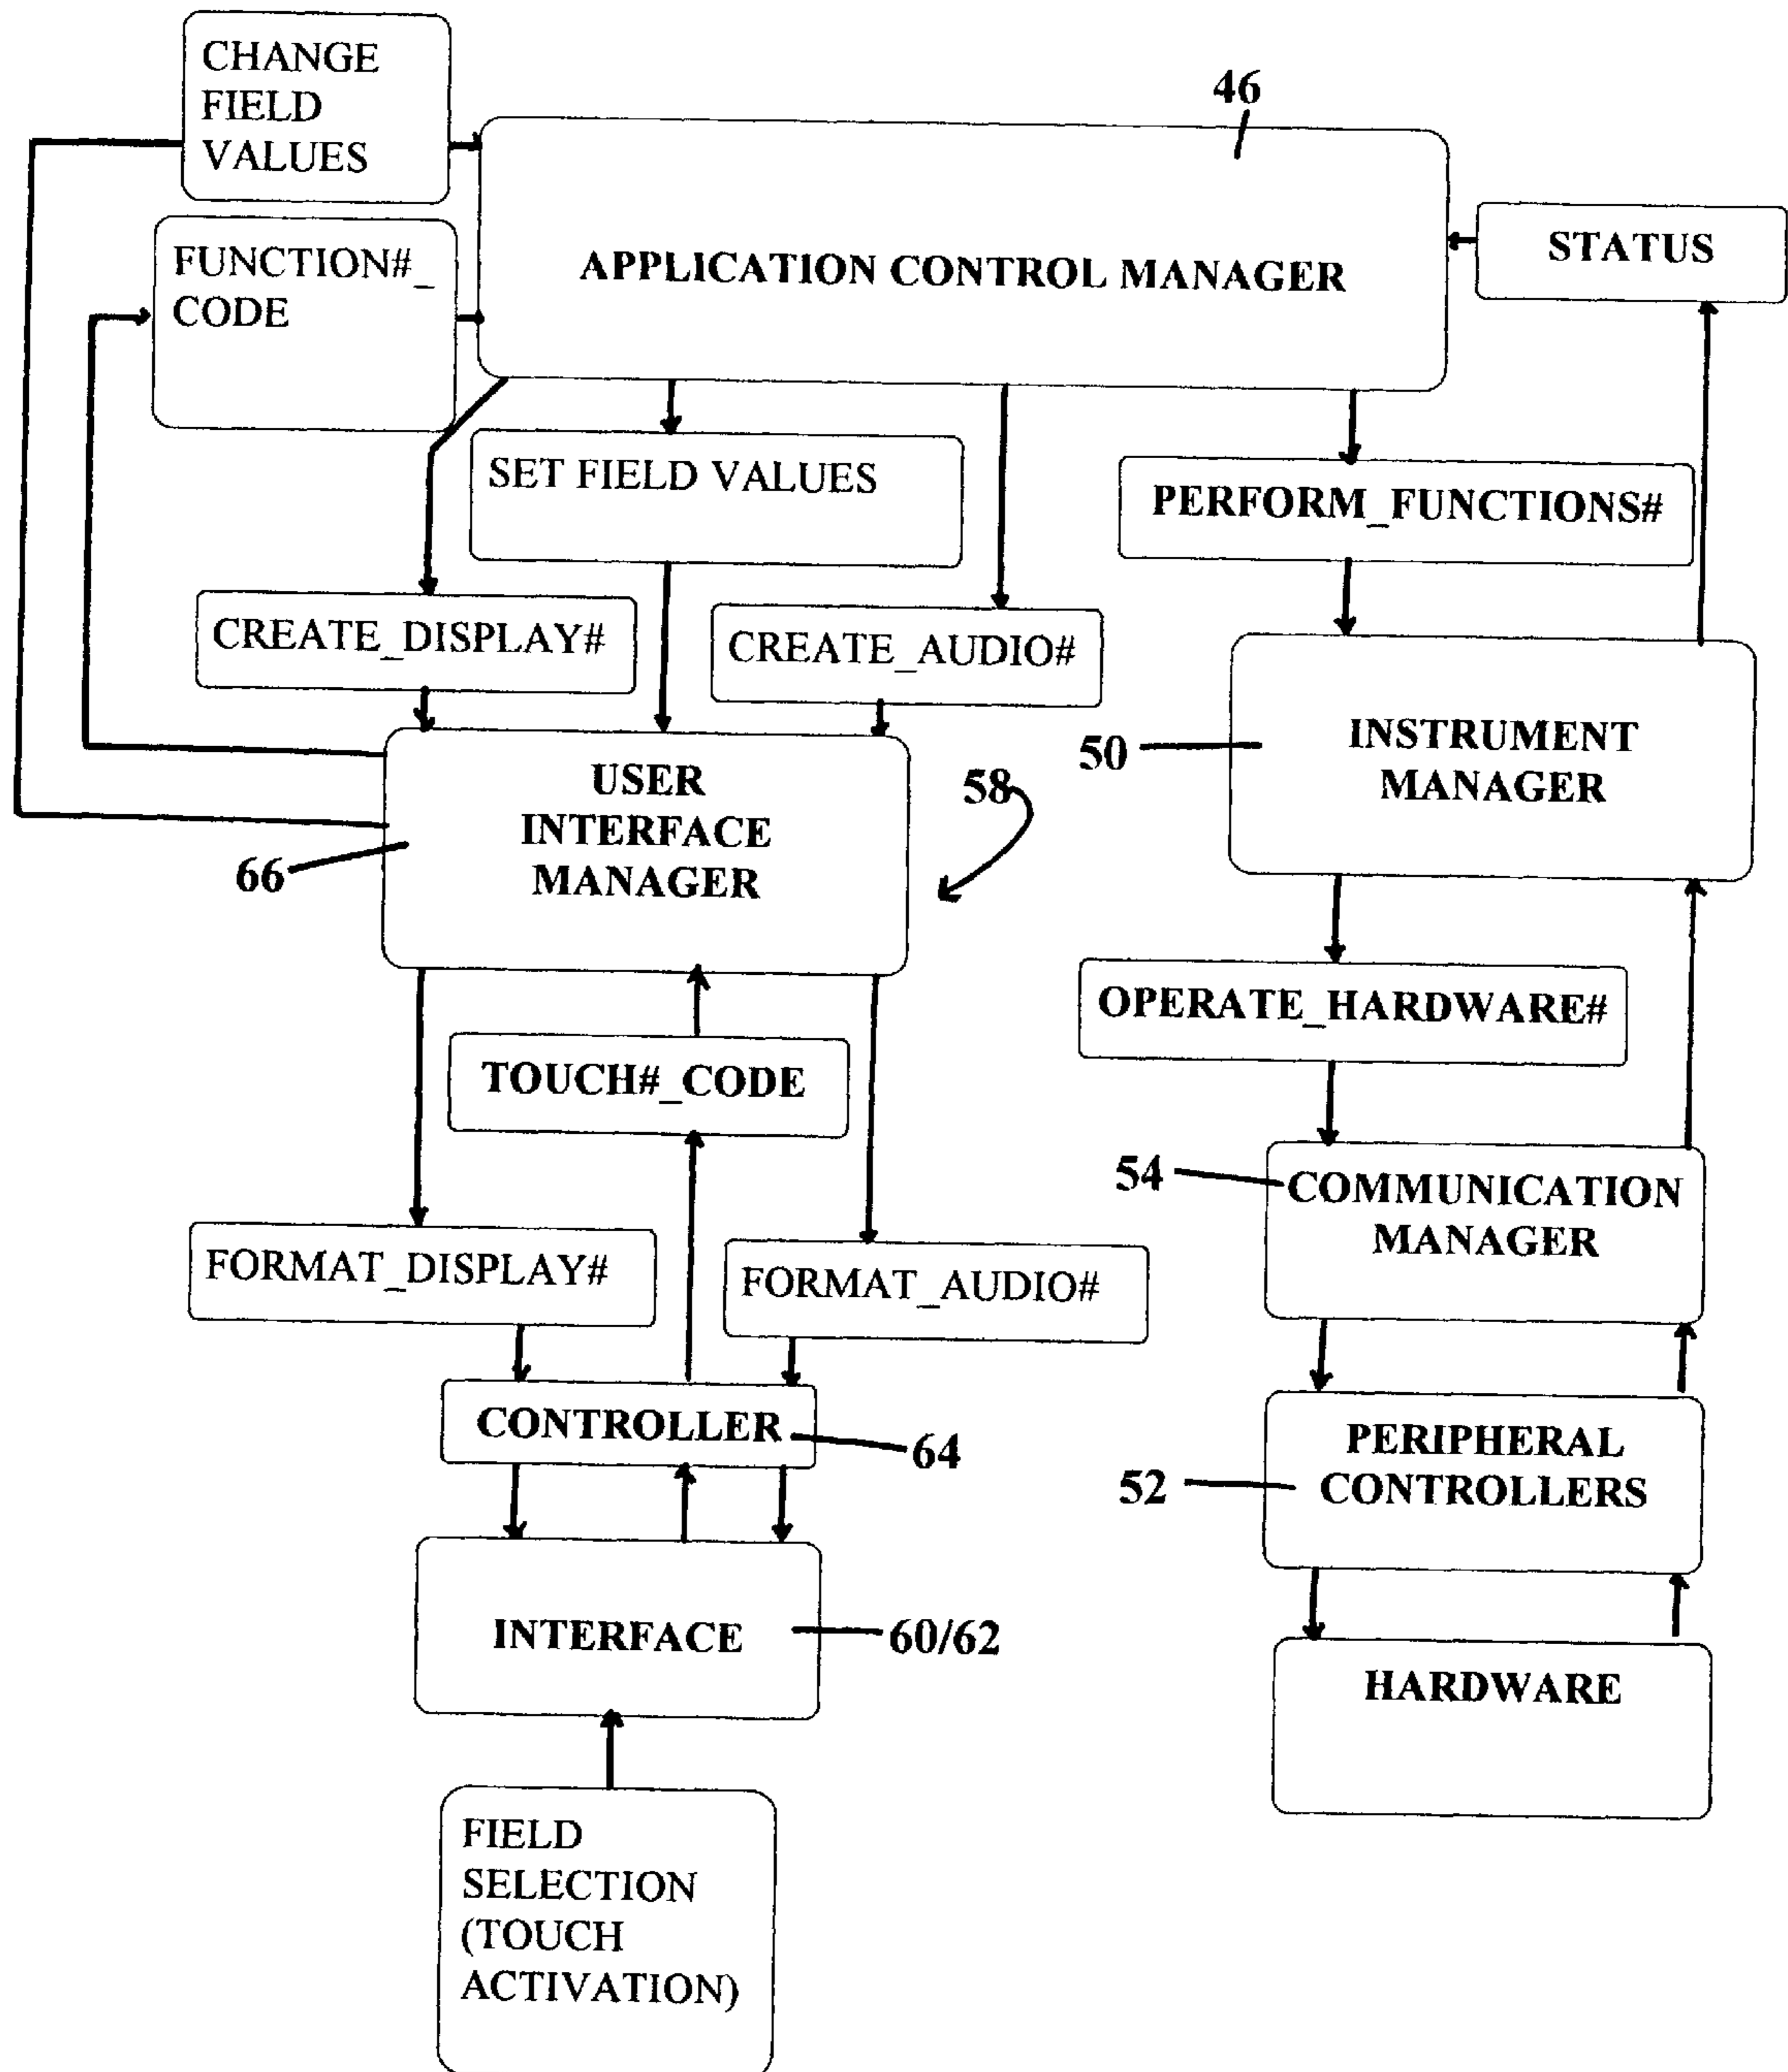 CHANGE
FIELD
VALUES
46
FUNCTION#_
CODE
APPLICATION CONTROL MANAGER
STATUS
SET FIELD VALUES
PERFORM_FUNCTIONS#
CREATE_DISPLAY#
CREATE_AUDIO#
USER
INTERFACE
MANAGER
66
58
50
INSTRUMENT
MANAGER
OPERATE_HARDWARE#
TOUCH#_CODE
54
COMMUNICATION
MANAGER
FORMAT_DISPLAY#
FORMAT_AUDIO#
CONTROLLER
64
PERIPHERAL
CONTROLLERS
52
INTERFACE
60/62
HARDWARE
FIELD
SELECTION
(TOUCH
ACTIVATION)